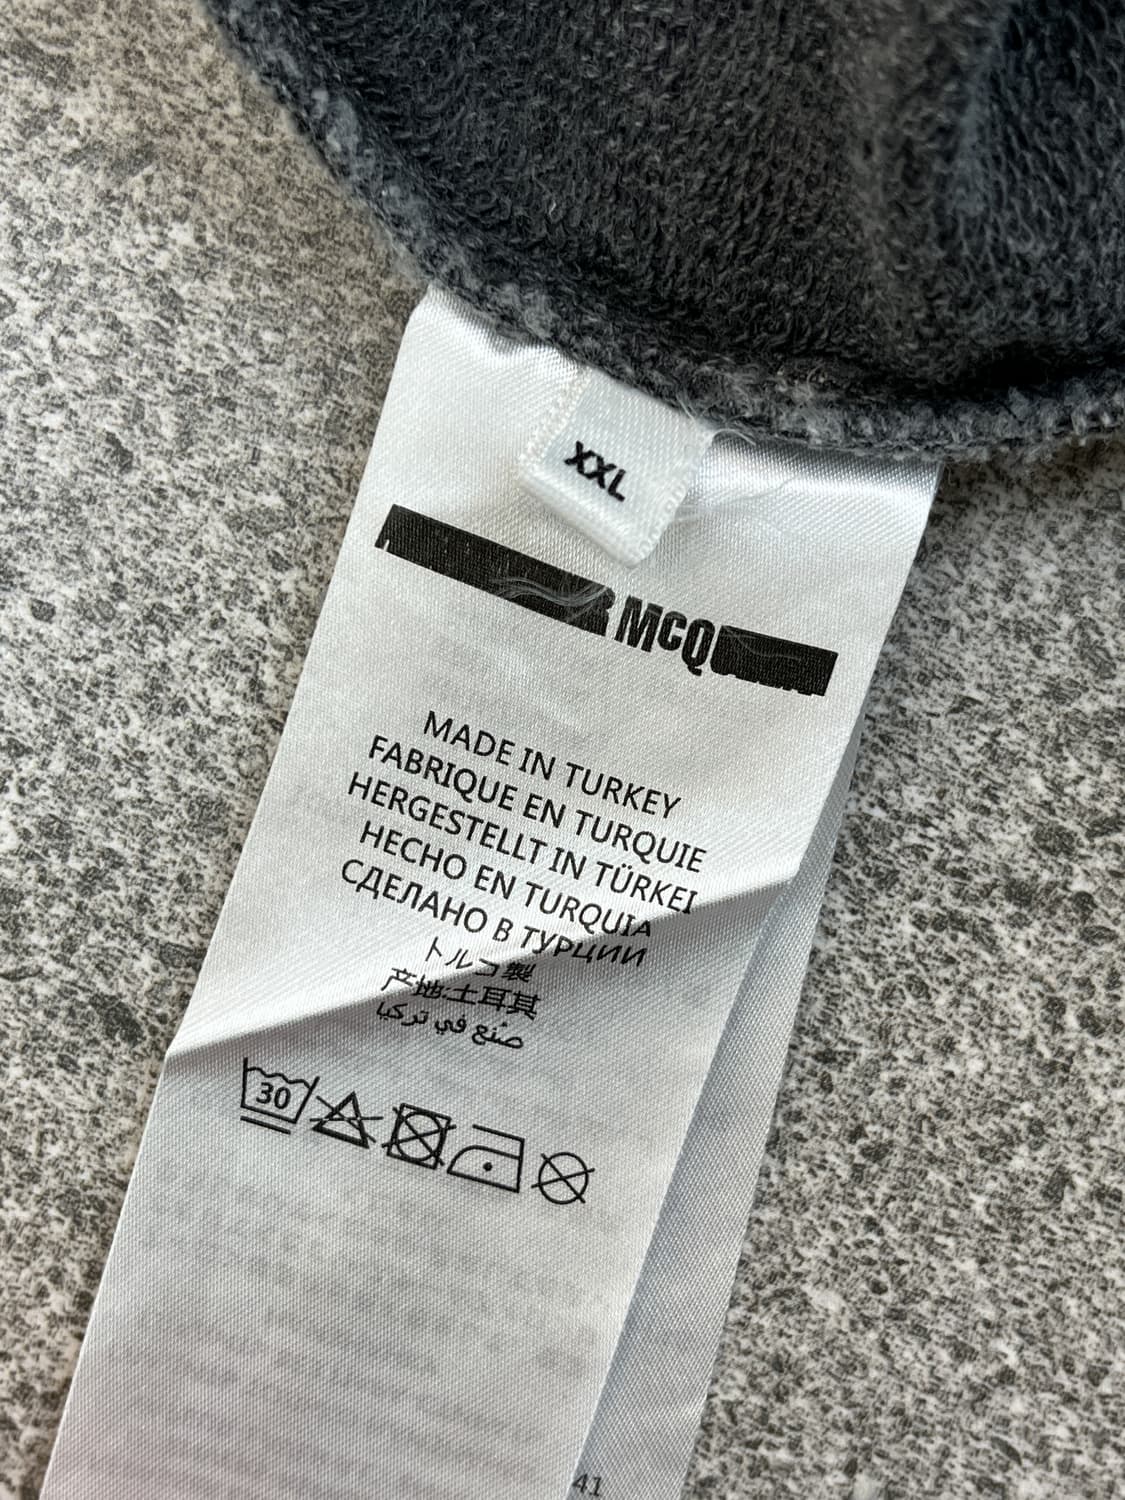 XXL
MCQ
MADE IN TURKEY
FABRIQUE EN TURQUIE
HERGESTELLT IN TÜRKEI
HECHO EN TURQUIA
СДЕЛАНО В ТУРЦИИ
トルコ製
产地:土耳其
صنع في تركيا
30
41